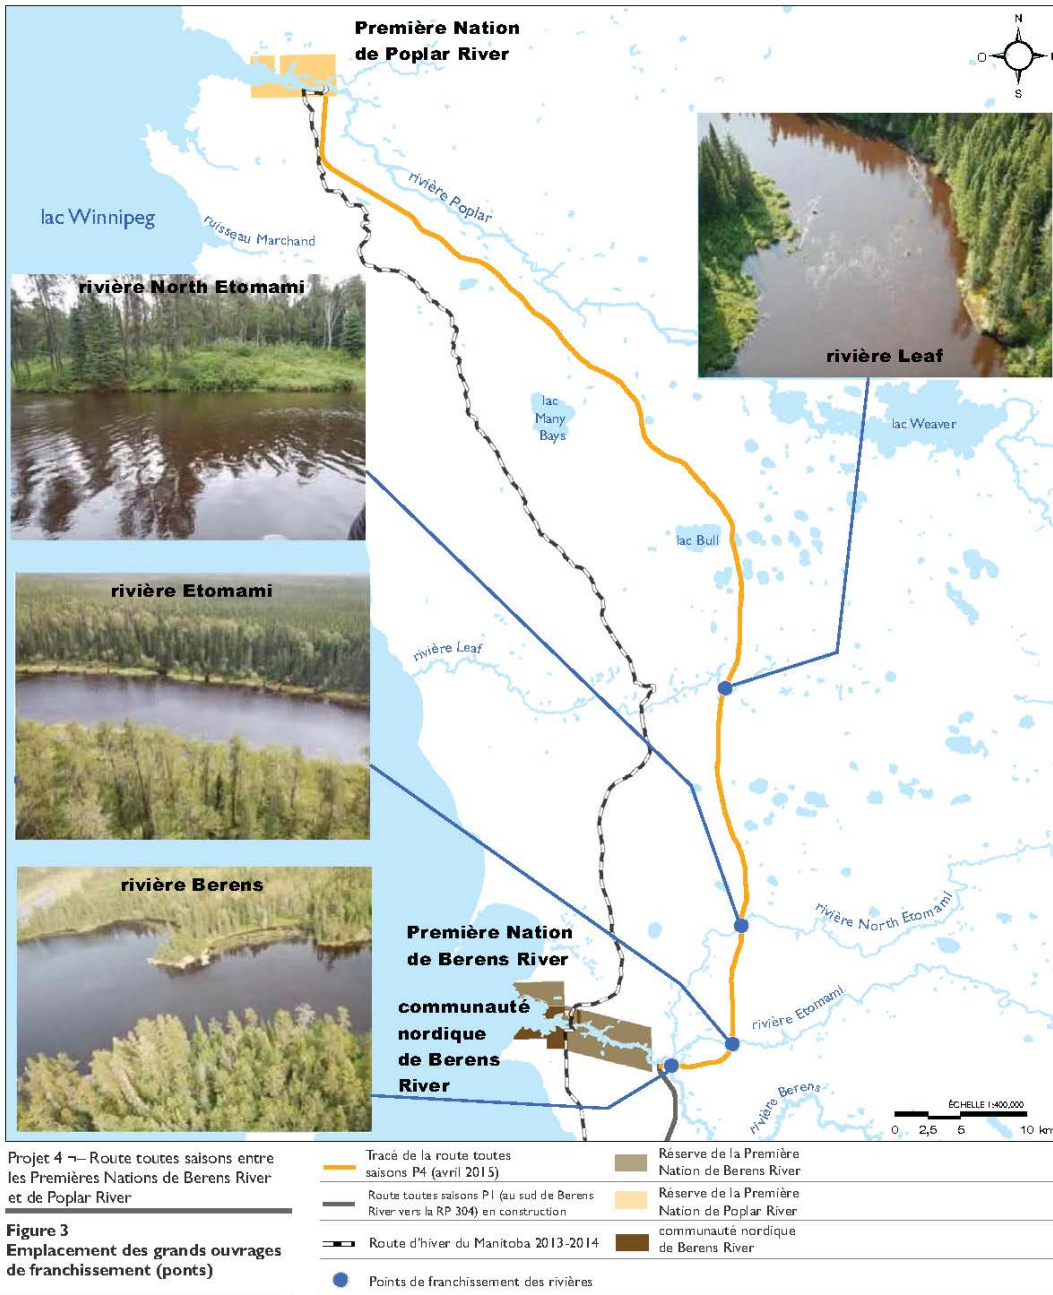 Première Nation
de Poplar River
N
O
S
lac Winnipeg
ruisseau Marchand
rivière Poplar
rivière North Etomami
rivière Leaf
lac
Many
Bays
lac Weaver
lac Bull
rivière Etomami
rivière Leaf
rivière Berens
rivière North Etomami
Première Nation
de Berens River
communauté
nordique
de Berens
River
rivière Etomami
rivière Berens
ÉCHELLE 1:400,000
0 2,5 5 10 km
Projet 4 ¬– Route toutes saisons entre
les Premières Nations de Berens River
et de Poplar River
Figure 3
Emplacement des grands ouvrages
de franchissement (ponts)
Tracé de la route toutes
saisons P4 (avril 2015)
Route toutes saisons P1 (au sud de Berens
River vers la RP 304) en construction
Route d'hiver du Manitoba 2013-2014
Points de franchissement des rivières
Réserve de la Première
Nation de Berens River
Réserve de la Première
Nation de Poplar River
communauté nordique
de Berens River